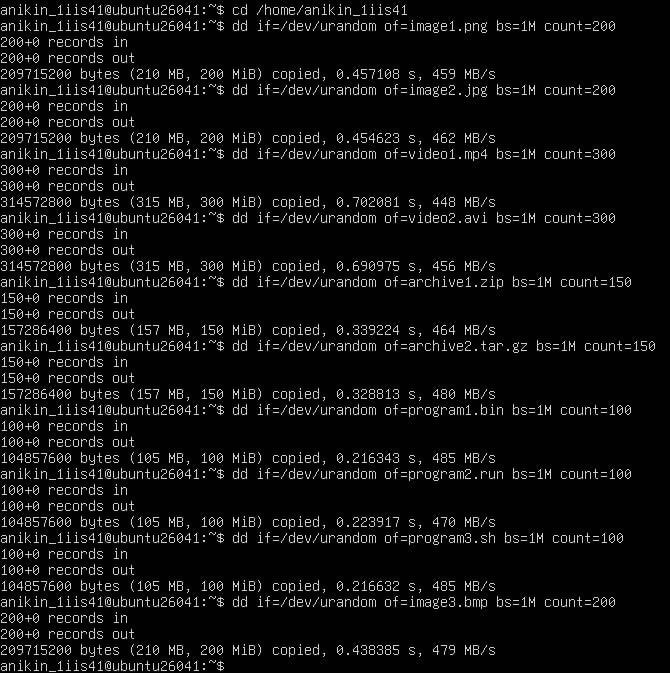 anikin_1iis41@ubuntu26041:~$ cd /home/anikin_1iis41
anikin_1iis41@ubuntu26041:~$ dd if=/dev/urandom of=image1.png bs=1M count=200
200+0 records in
200+0 records out
209715200 bytes (210 MB, 200 MiB) copied, 0.457108 s, 459 MB/s
anikin_1iis41@ubuntu26041:~$ dd if=/dev/urandom of=image2.jpg bs=1M count=200
200+0 records in
200+0 records out
209715200 bytes (210 MB, 200 MiB) copied, 0.454623 s, 462 MB/s
anikin_1iis41@ubuntu26041:~$ dd if=/dev/urandom of=video1.mp4 bs=1M count=300
300+0 records in
300+0 records out
314572800 bytes (315 MB, 300 MiB) copied, 0.702081 s, 448 MB/s
anikin_1iis41@ubuntu26041:~$ dd if=/dev/urandom of=video2.avi bs=1M count=300
300+0 records in
300+0 records out
314572800 bytes (315 MB, 300 MiB) copied, 0.690975 s, 456 MB/s
anikin_1iis41@ubuntu26041:~$ dd if=/dev/urandom of=archive1.zip bs=1M count=150
150+0 records in
150+0 records out
157286400 bytes (157 MB, 150 MiB) copied, 0.339224 s, 464 MB/s
anikin_1iis41@ubuntu26041:~$ dd if=/dev/urandom of=archive2.tar.gz bs=1M count=150
150+0 records in
150+0 records out
157286400 bytes (157 MB, 150 MiB) copied, 0.328813 s, 480 MB/s
anikin_1iis41@ubuntu26041:~$ dd if=/dev/urandom of=program1.bin bs=1M count=100
100+0 records in
100+0 records out
104857600 bytes (105 MB, 100 MiB) copied, 0.216343 s, 485 MB/s
anikin_1iis41@ubuntu26041:~$ dd if=/dev/urandom of=program2.run bs=1M count=100
100+0 records in
100+0 records out
104857600 bytes (105 MB, 100 MiB) copied, 0.223917 s, 470 MB/s
anikin_1iis41@ubuntu26041:~$ dd if=/dev/urandom of=program3.sh bs=1M count=100
100+0 records in
100+0 records out
104857600 bytes (105 MB, 100 MiB) copied, 0.216632 s, 485 MB/s
anikin_1iis41@ubuntu26041:~$ dd if=/dev/urandom of=image3.bmp bs=1M count=200
200+0 records in
200+0 records out
209715200 bytes (210 MB, 200 MiB) copied, 0.438385 s, 479 MB/s
anikin_1iis41@ubuntu26041:~$